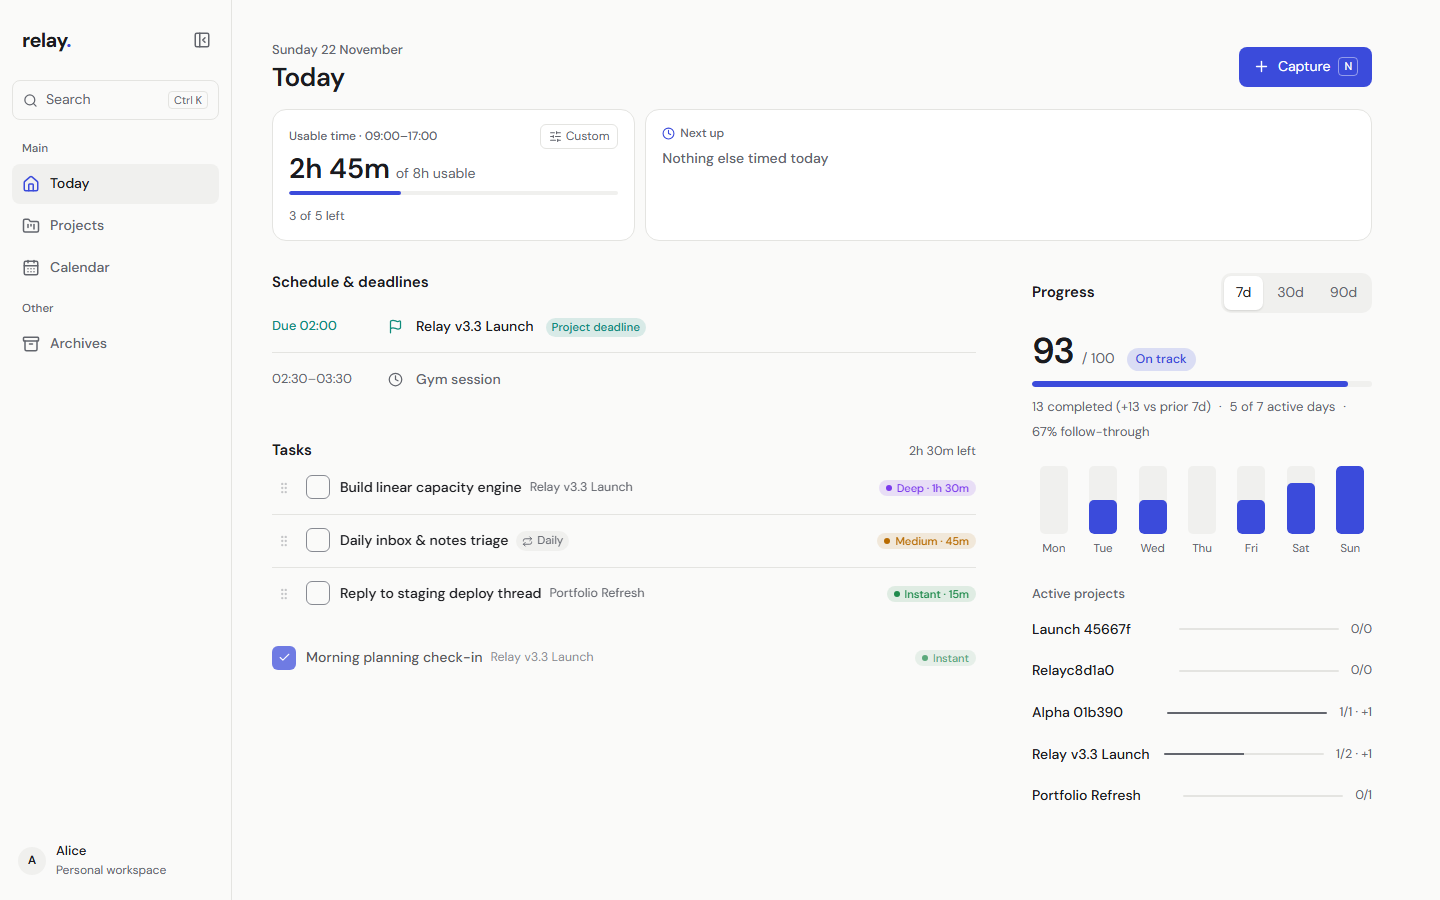 relay.
Search Ctrl K
Main
Today
Projects
Calendar
Other
Archives
A
Alice
Personal workspace
Sunday 22 November
Today
Capture N
Usable time · 09:00–17:00 Custom
2h 45m of 8h usable
3 of 5 left
Next up
Nothing else timed today
Schedule & deadlines
Due 02:00 Relay v3.3 Launch Project deadline
02:30–03:30 Gym session
Tasks 2h 30m left
Build linear capacity engine Relay v3.3 Launch Deep · 1h 30m
Daily inbox & notes triage Daily Medium · 45m
Reply to staging deploy thread Portfolio Refresh Instant · 15m
Morning planning check-in Relay v3.3 Launch Instant
Progress 7d 30d 90d
93 / 100 On track
13 completed (+13 vs prior 7d) · 5 of 7 active days ·
67% follow-through
Mon Tue Wed Thu Fri Sat Sun
Active projects
Launch 45667f 0/0
Relayc8d1a0 0/0
Alpha 01b390 1/1 · +1
Relay v3.3 Launch 1/2 · +1
Portfolio Refresh 0/1